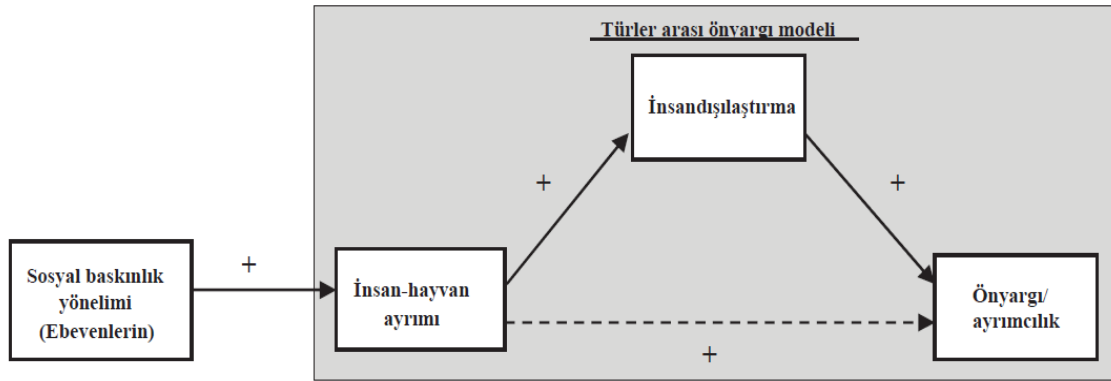 Türler arası önyargı modeli
İnsandışılaştırma
+
+
+
Sosyal baskınlık
yönelimi
(Ebevenlerin)
İnsan-hayvan
ayrımı
Önyargı/
ayrımcılık
+